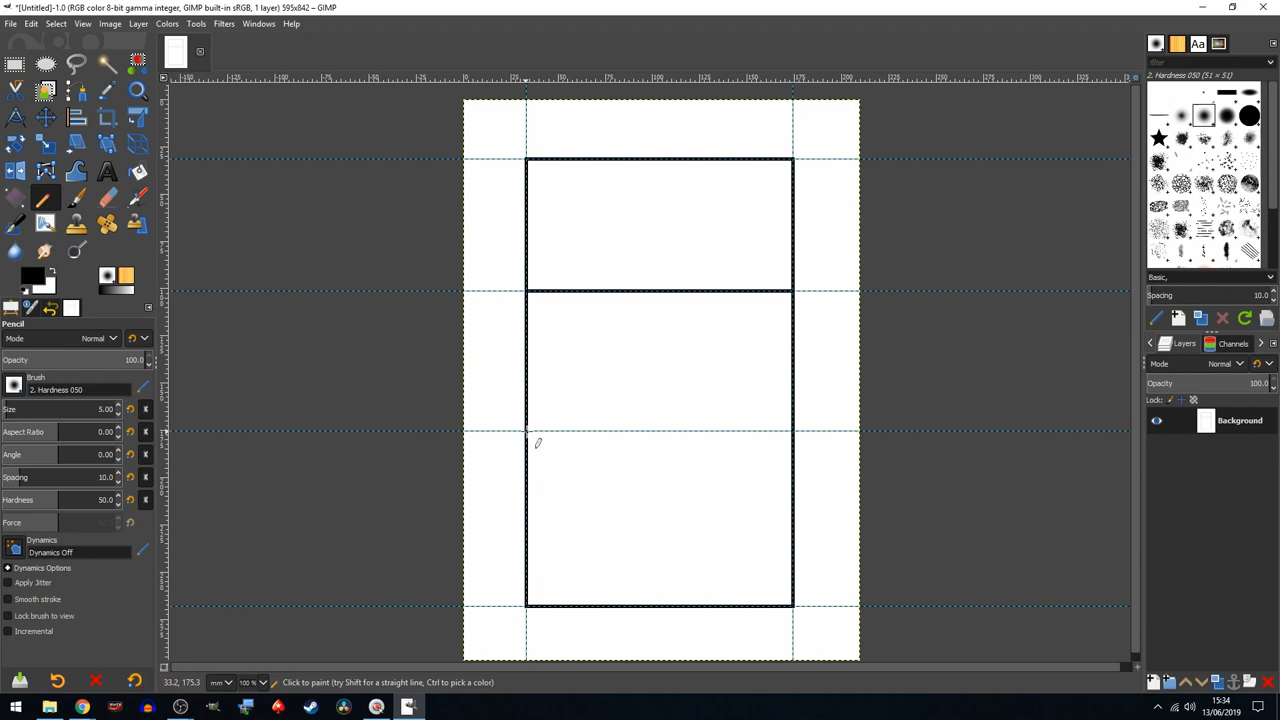 *[Untitled]-1.0 (RGB color 8-bit gamma integer, GIMP built-in sRGB, 1 layer) 595x842 – GIMP
File Edit Select View Image Layer Colors Tools Filters Windows Help
filter
2. Hardness 050 (51 × 51)
Basic,
Spacing 10.0
Pencil
Mode Normal
Opacity 100.0
Brush
2. Hardness 050
Size 5.00
Aspect Ratio 0.00
Angle 0.00
Spacing 10.0
Hardness 50.0
Force
Dynamics
Dynamics Off
Dynamics Options
Apply Jitter
Smooth stroke
Lock brush to view
Incremental
Layers Channels
Mode Normal
Opacity 100.0
Lock:
Background
33.2, 175.3 mm 100 % Click to paint (try Shift for a straight line, Ctrl to pick a color)
15:34
13/06/2019